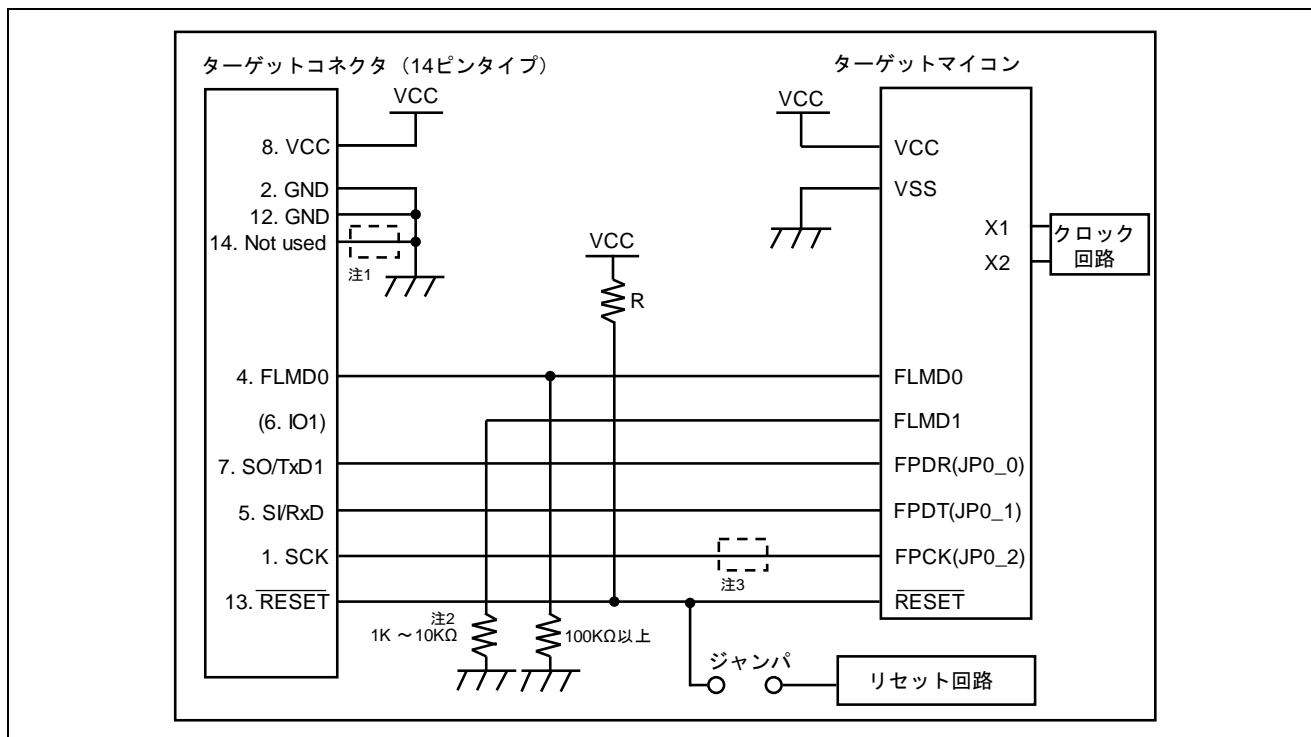 ターゲットコネクタ（14ピンタイプ）
VCC
8. VCC
2. GND
12. GND
14. Not used
注1
4. FLMD0
(6. IO1)
7. SO/TxD1
5. SI/RxD
1. SCK
13. RESET
VCC
R
注2
1K ～10KΩ
100KΩ以上
注3
ジャンパ
リセット回路
ターゲットマイコン
VCC
VCC
VSS
X1
X2
クロック
回路
FLMD0
FLMD1
FPDR(JP0_0)
FPDT(JP0_1)
FPCK(JP0_2)
RESET